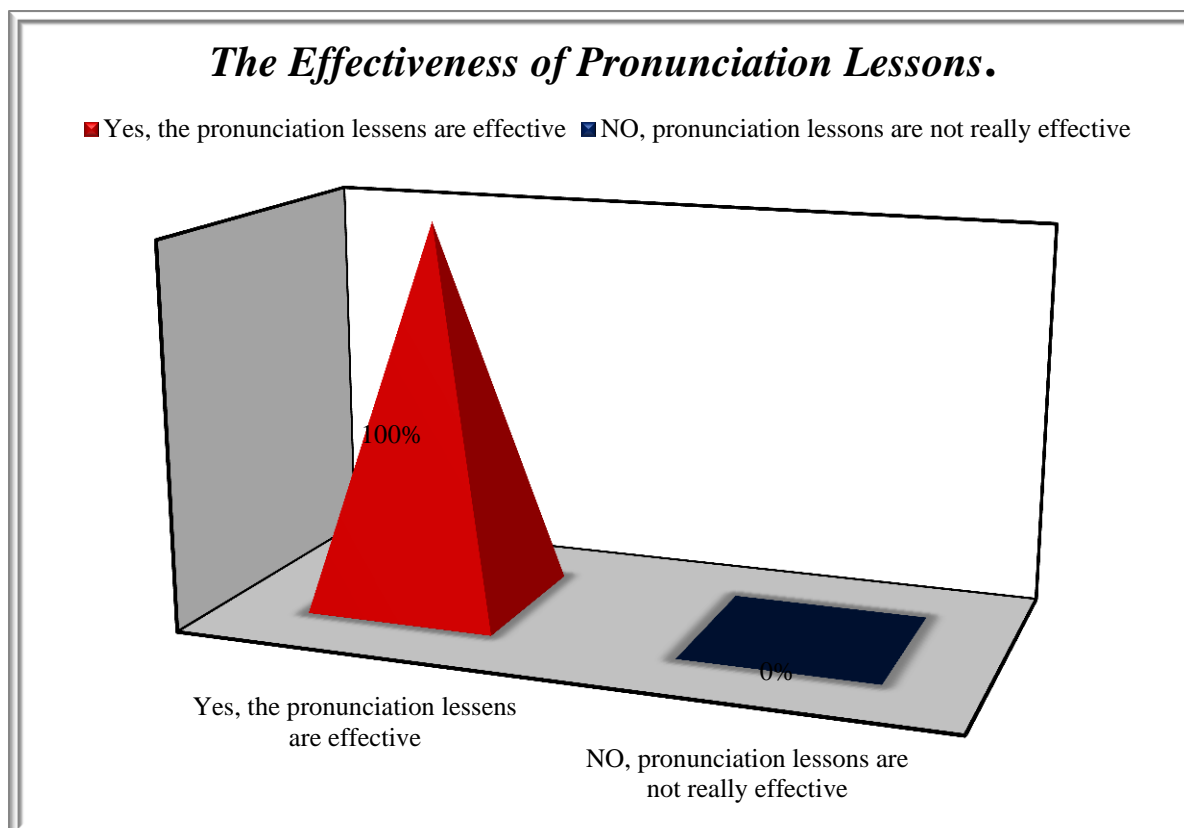 The Effectiveness of Pronunciation Lessons.
Yes, the pronunciation lessens are effective NO, pronunciation lessons are not really effective
100%
0%
Yes, the pronunciation lessens
are effective
NO, pronunciation lessons are
not really effective